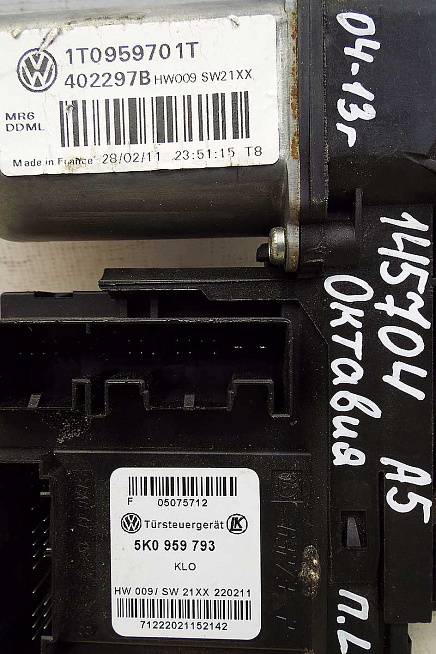 1T0959701T
402297B HW009 SW21XX
MR6
DDML
Made in France 28/02/11 23:51:15 T8
04-13г
145704 А5
Октавиа
п.
F 05075712
Türsteuergerät
5K0 959 793
KLO
HW 009/ SW 21XX 220211
71222021152142